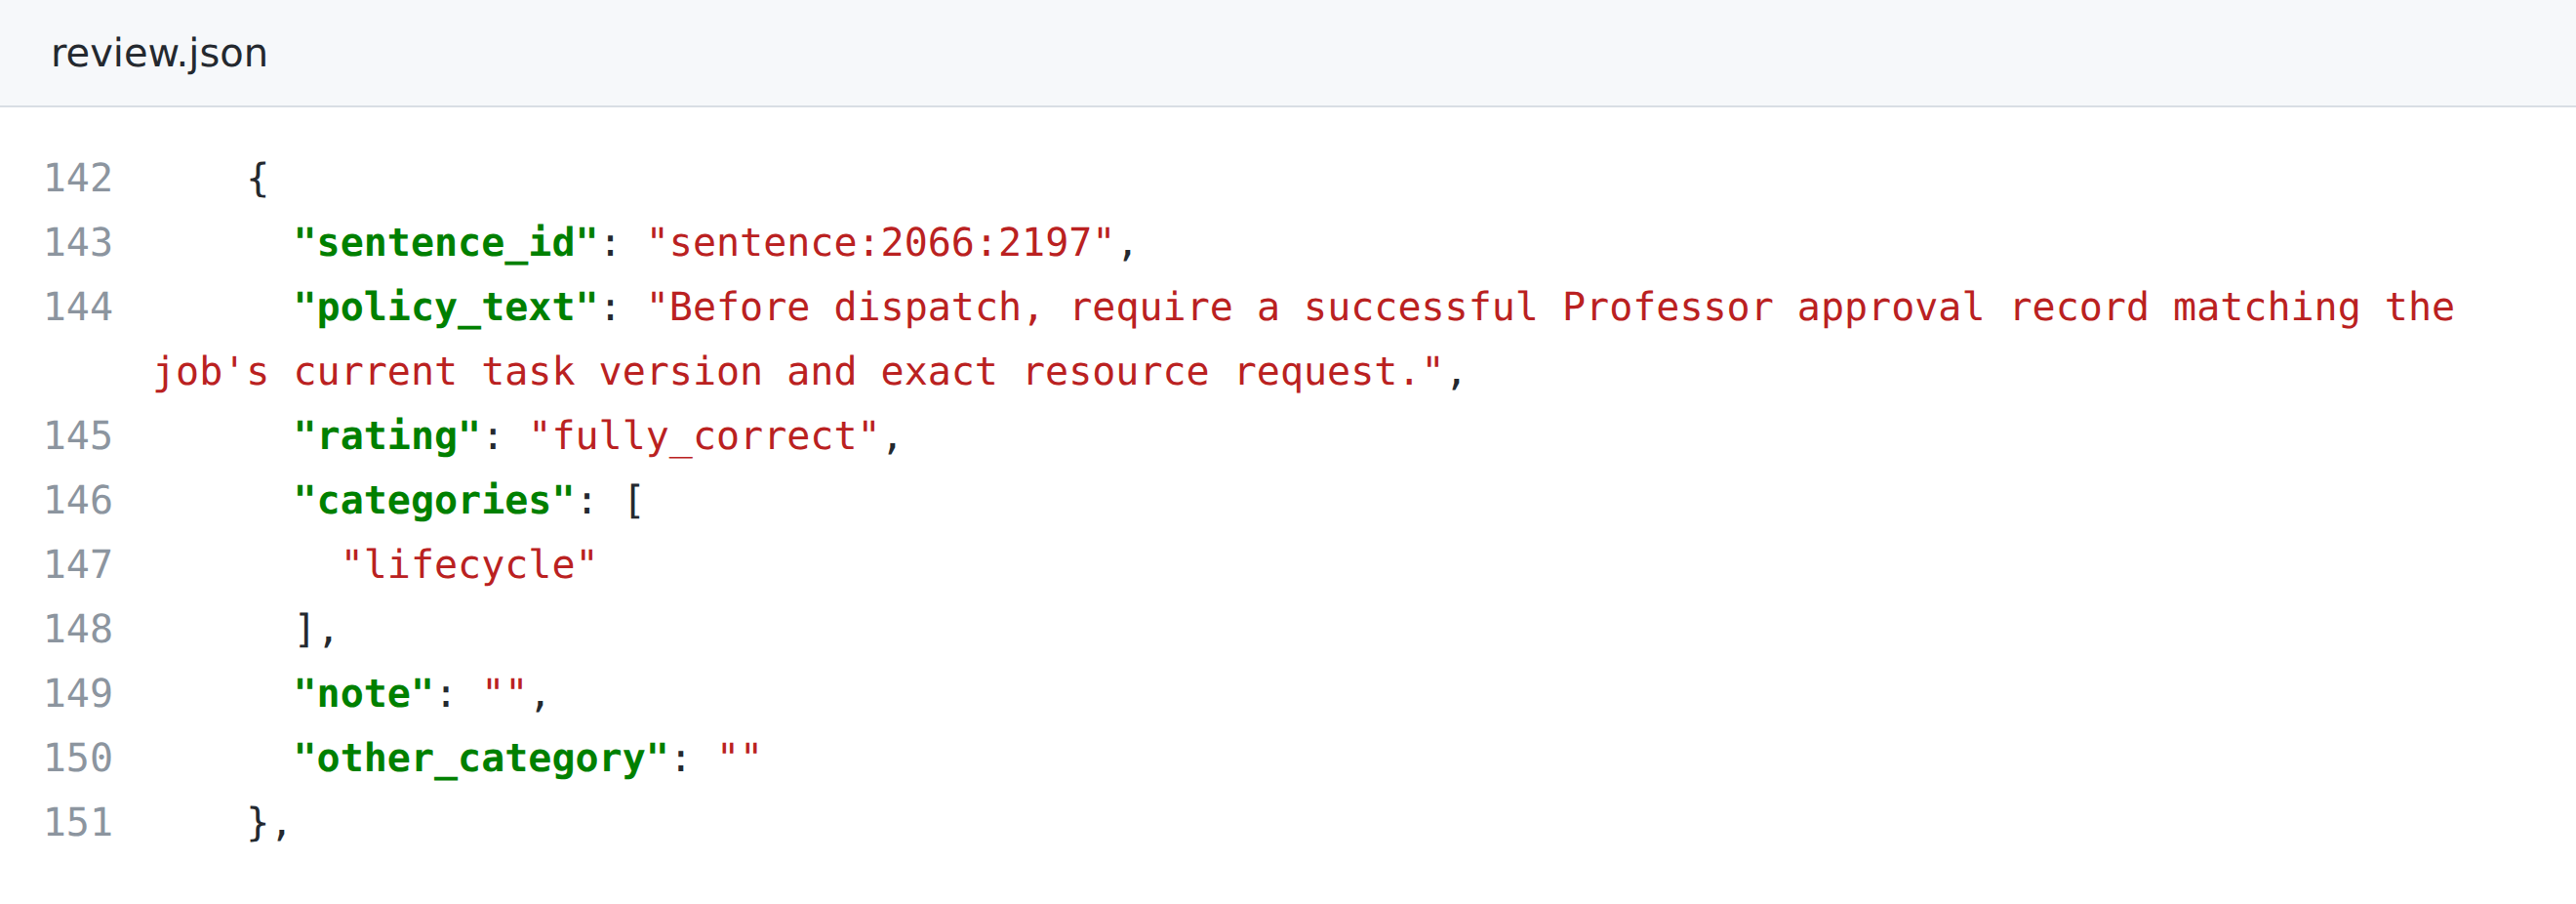 review.json
142 {
143 "sentence_id": "sentence:2066:2197",
144 "policy_text": "Before dispatch, require a successful Professor approval record matching the
job's current task version and exact resource request.",
145 "rating": "fully_correct",
146 "categories": [
147 "lifecycle"
148 ],
149 "note": "",
150 "other_category": ""
151 },